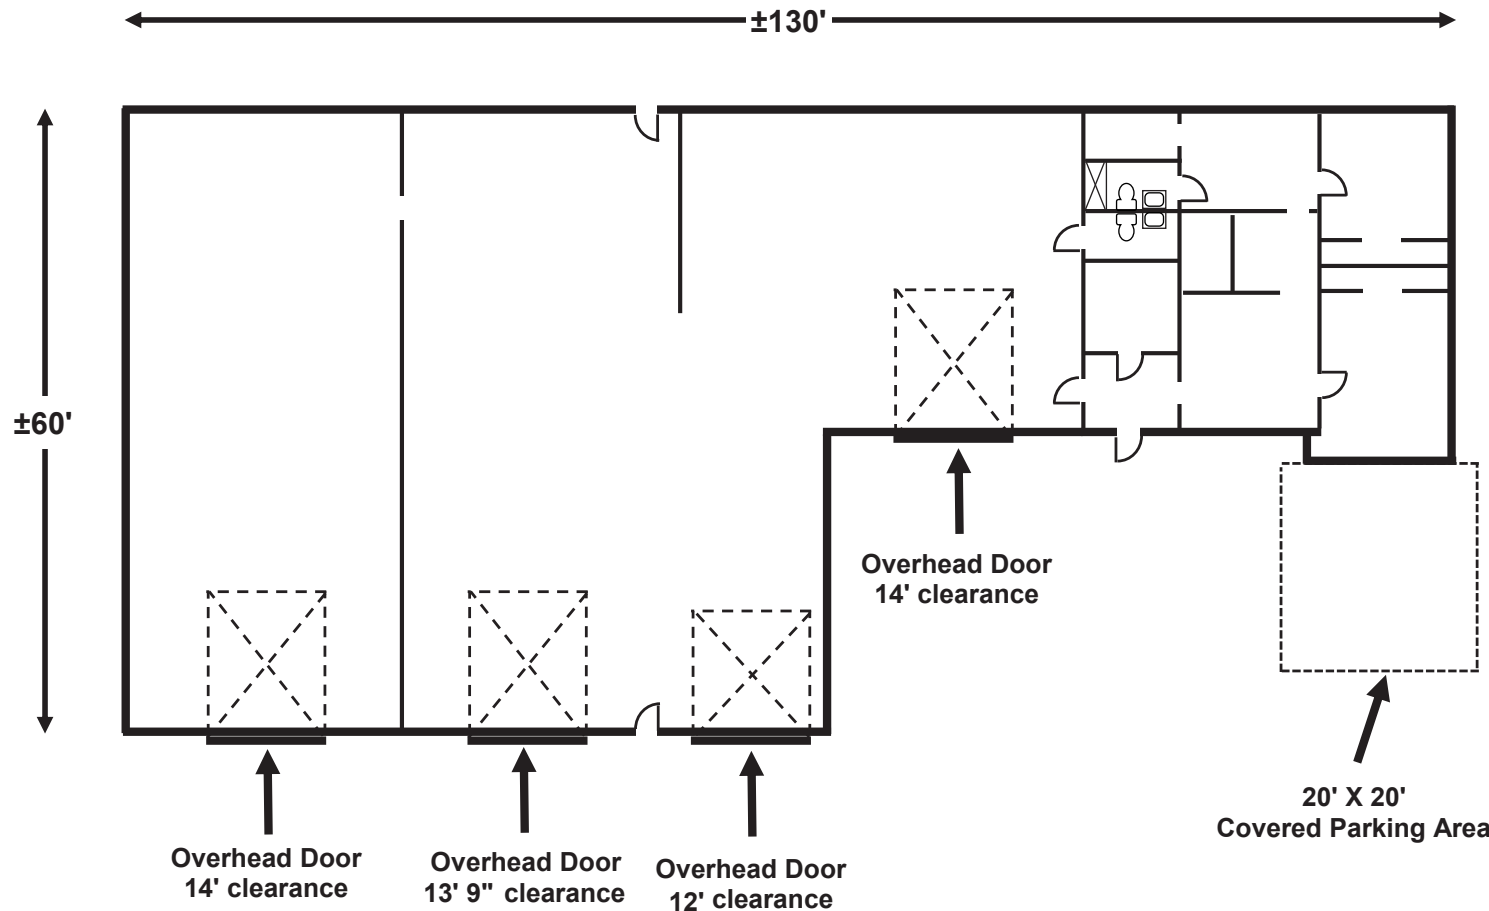 ±130'
±60'
Overhead Door
14' clearance
20' X 20'
Covered Parking Area
Overhead Door
14' clearance
Overhead Door
13' 9" clearance
Overhead Door
12' clearance